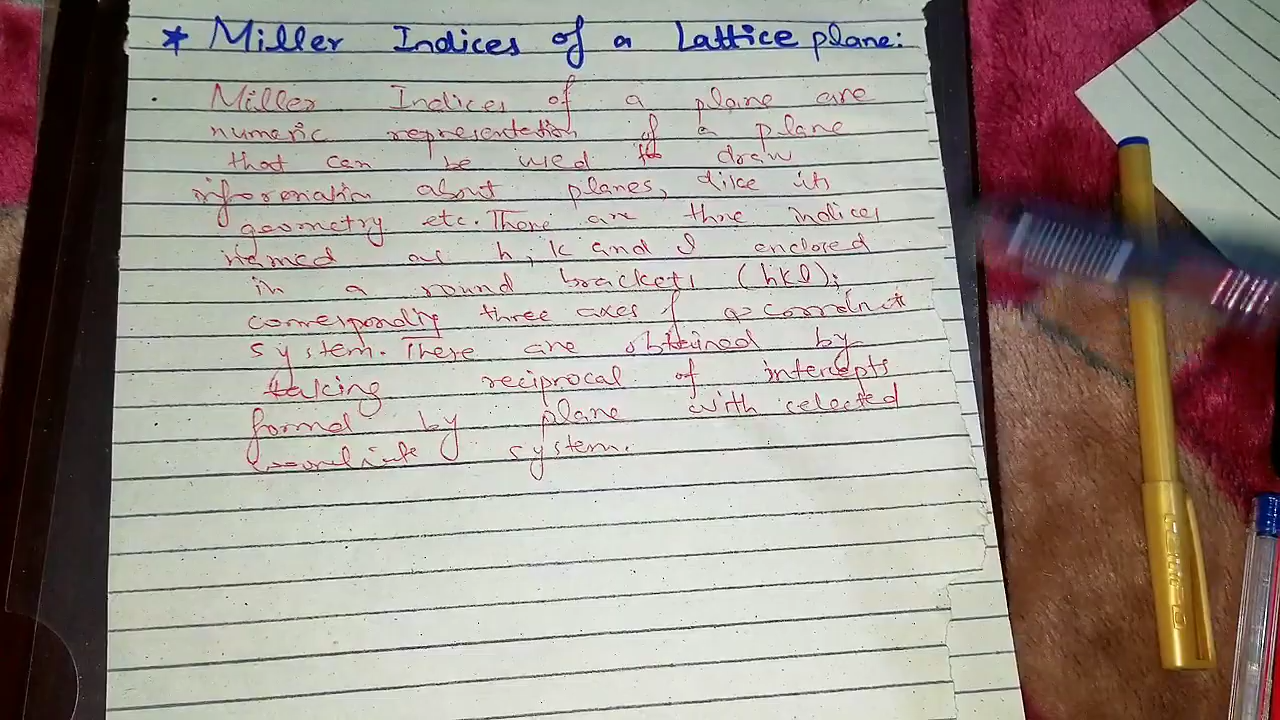 * Miller Indices of a Lattice plane:
. Miller Indices of a plane are
numeric representation of a plane
that can be used to draw
information about planes, like its
geometry etc. There are three indices
named as h, k and l enclosed
in a round brackets (hkl);
three axes of a
system. These are obtained by
taking reciprocal of intercepts
formed by plane with selected
system.